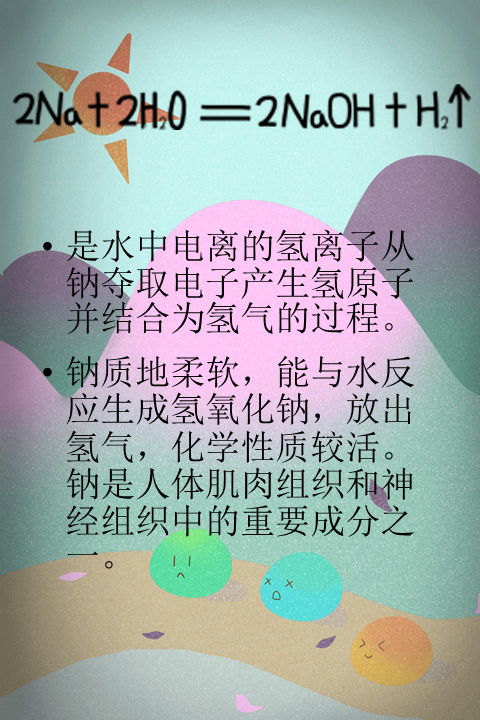 2Na+2H₂O=2NaOH+H₂↑
• 是水中电离的氢离子从
钠夺取电子产生氢原子
并结合为氢气的过程。
• 钠质地柔软，能与水反
应生成氢氧化钠，放出
氢气，化学性质较活。
钠是人体肌肉组织和神
经组织中的重要成分之
一。